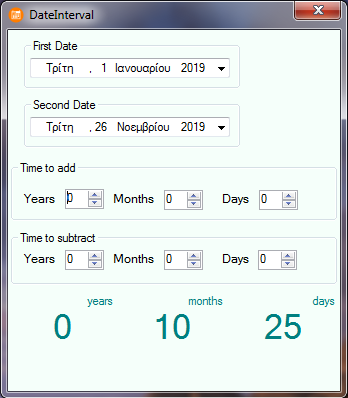 DateInterval
First Date
Τρίτη , 1 Ιανουαρίου 2019
Second Date
Τρίτη , 26 Νοεμβρίου 2019
Time to add
Years 0 Months 0 Days 0
Time to subtract
Years 0 Months 0 Days 0
years months days
0 10 25